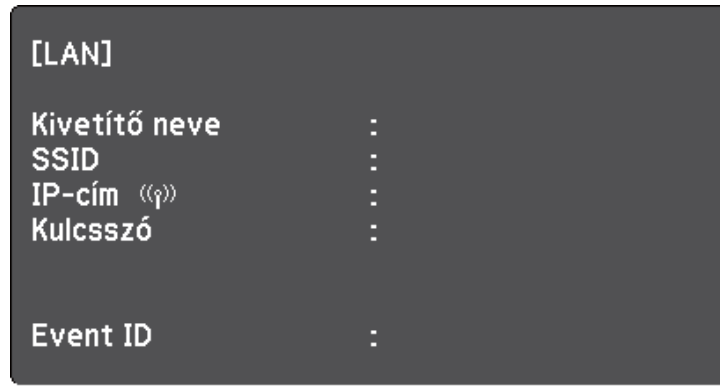 [LAN]
Kivetítő neve :
SSID :
IP-cím :
Kulcsszó :
Event ID :